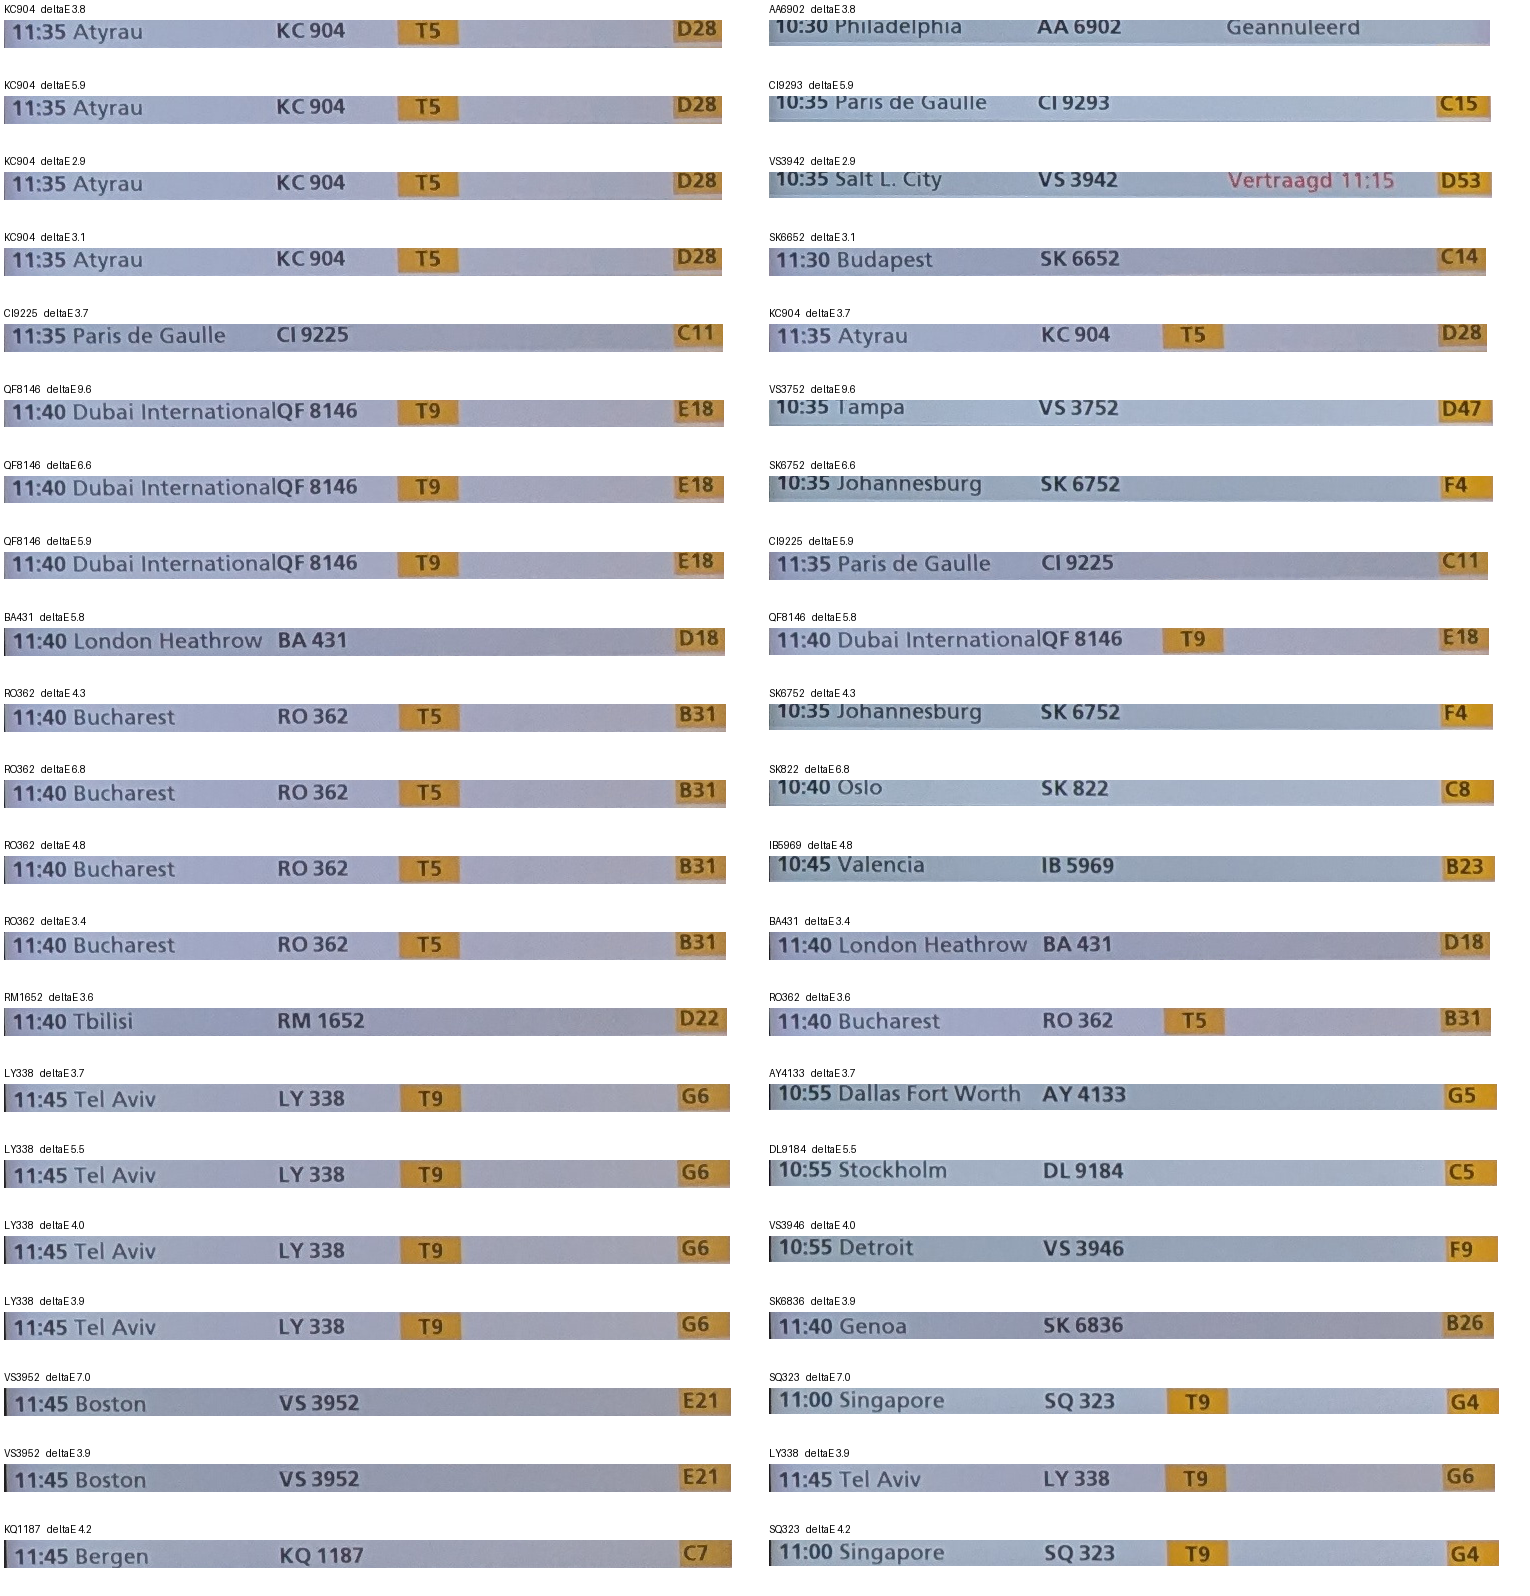 KC904 deltaE 3.8 AA6902 deltaE 3.8
11:35 Atyrau KC 904 T5 D28 10:30 Philadelphia AA 6902 Geannuleerd
KC904 deltaE 5.9 CI9293 deltaE 5.9
11:35 Atyrau KC 904 T5 D28 10:35 Paris de Gaulle CI 9293 C15
KC904 deltaE 2.9 VS3942 deltaE 2.9
11:35 Atyrau KC 904 T5 D28 10:35 Salt L. City VS 3942 Vertraagd 11:15 D53
KC904 deltaE 3.1 SK6652 deltaE 3.1
11:35 Atyrau KC 904 T5 D28 11:30 Budapest SK 6652 C14
CI9225 deltaE 3.7 KC904 deltaE 3.7
11:35 Paris de Gaulle CI 9225 C11 11:35 Atyrau KC 904 T5 D28
QF8146 deltaE 9.6 VS3752 deltaE 9.6
11:40 Dubai International QF 8146 T9 E18 10:35 Tampa VS 3752 D47
QF8146 deltaE 6.6 SK6752 deltaE 6.6
11:40 Dubai International QF 8146 T9 E18 10:35 Johannesburg SK 6752 F4
QF8146 deltaE 5.9 CI9225 deltaE 5.9
11:40 Dubai International QF 8146 T9 E18 11:35 Paris de Gaulle CI 9225 C11
BA431 deltaE 5.8 QF8146 deltaE 5.8
11:40 London Heathrow BA 431 D18 11:40 Dubai International QF 8146 T9 E18
RO362 deltaE 4.3 SK6752 deltaE 4.3
11:40 Bucharest RO 362 T5 B31 10:35 Johannesburg SK 6752 F4
RO362 deltaE 6.8 SK822 deltaE 6.8
11:40 Bucharest RO 362 T5 B31 10:40 Oslo SK 822 C8
RO362 deltaE 4.8 IB5969 deltaE 4.8
11:40 Bucharest RO 362 T5 B31 10:45 Valencia IB 5969 B23
RO362 deltaE 3.4 BA431 deltaE 3.4
11:40 Bucharest RO 362 T5 B31 11:40 London Heathrow BA 431 D18
RM1652 deltaE 3.6 RO362 deltaE 3.6
11:40 Tbilisi RM 1652 D22 11:40 Bucharest RO 362 T5 B31
LY338 deltaE 3.7 AY4133 deltaE 3.7
11:45 Tel Aviv LY 338 T9 G6 10:55 Dallas Fort Worth AY 4133 G5
LY338 deltaE 5.5 DL9184 deltaE 5.5
11:45 Tel Aviv LY 338 T9 G6 10:55 Stockholm DL 9184 C5
LY338 deltaE 4.0 VS3946 deltaE 4.0
11:45 Tel Aviv LY 338 T9 G6 10:55 Detroit VS 3946 F9
LY338 deltaE 3.9 SK6836 deltaE 3.9
11:45 Tel Aviv LY 338 T9 G6 11:40 Genoa SK 6836 B26
VS3952 deltaE 7.0 SQ323 deltaE 7.0
11:45 Boston VS 3952 E21 11:00 Singapore SQ 323 T9 G4
VS3952 deltaE 3.9 LY338 deltaE 3.9
11:45 Boston VS 3952 E21 11:45 Tel Aviv LY 338 T9 G6
KQ1187 deltaE 4.2 SQ323 deltaE 4.2
11:45 Bergen KQ 1187 C7 11:00 Singapore SQ 323 T9 G4